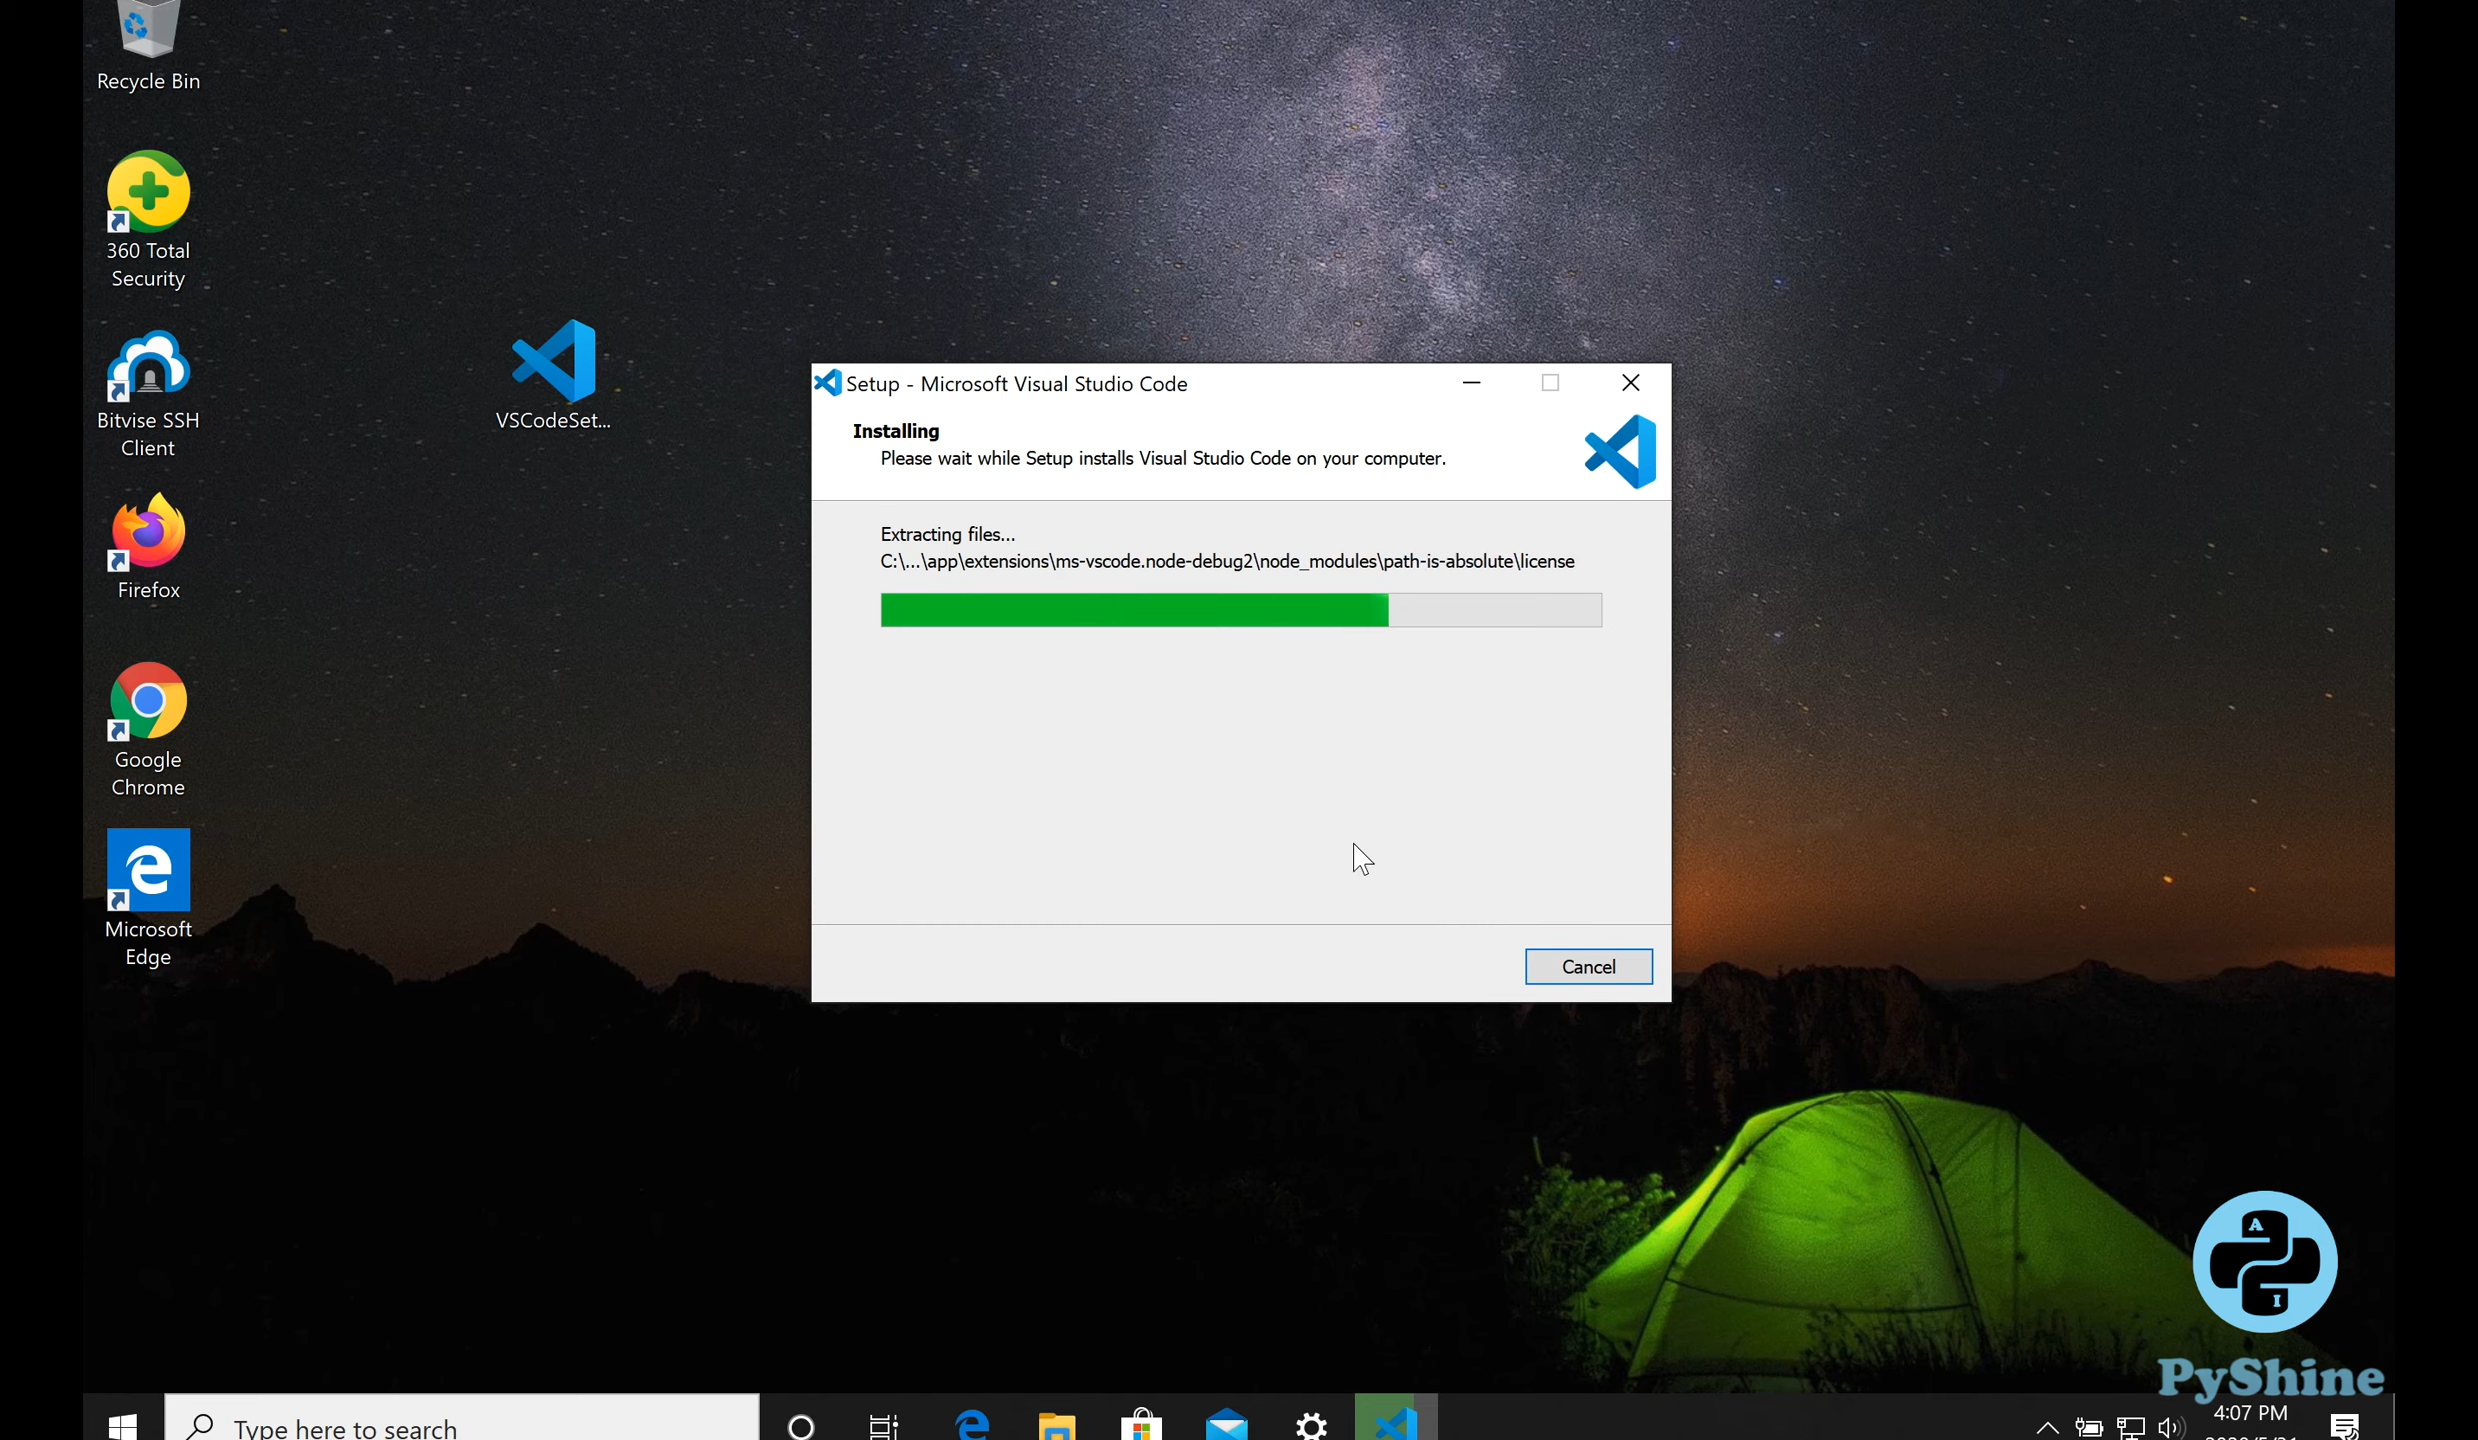 Recycle Bin
360 Total
Security
Bitvise SSH
Client
VSCodeSet...
Firefox
Google
Chrome
Microsoft
Edge
Setup - Microsoft Visual Studio Code
Installing
Please wait while Setup installs Visual Studio Code on your computer.
Extracting files...
C:\...\app\extensions\ms-vscode.node-debug2\node_modules\path-is-absolute\license
Cancel
A
I
PyShine
Type here to search
4:07 PM